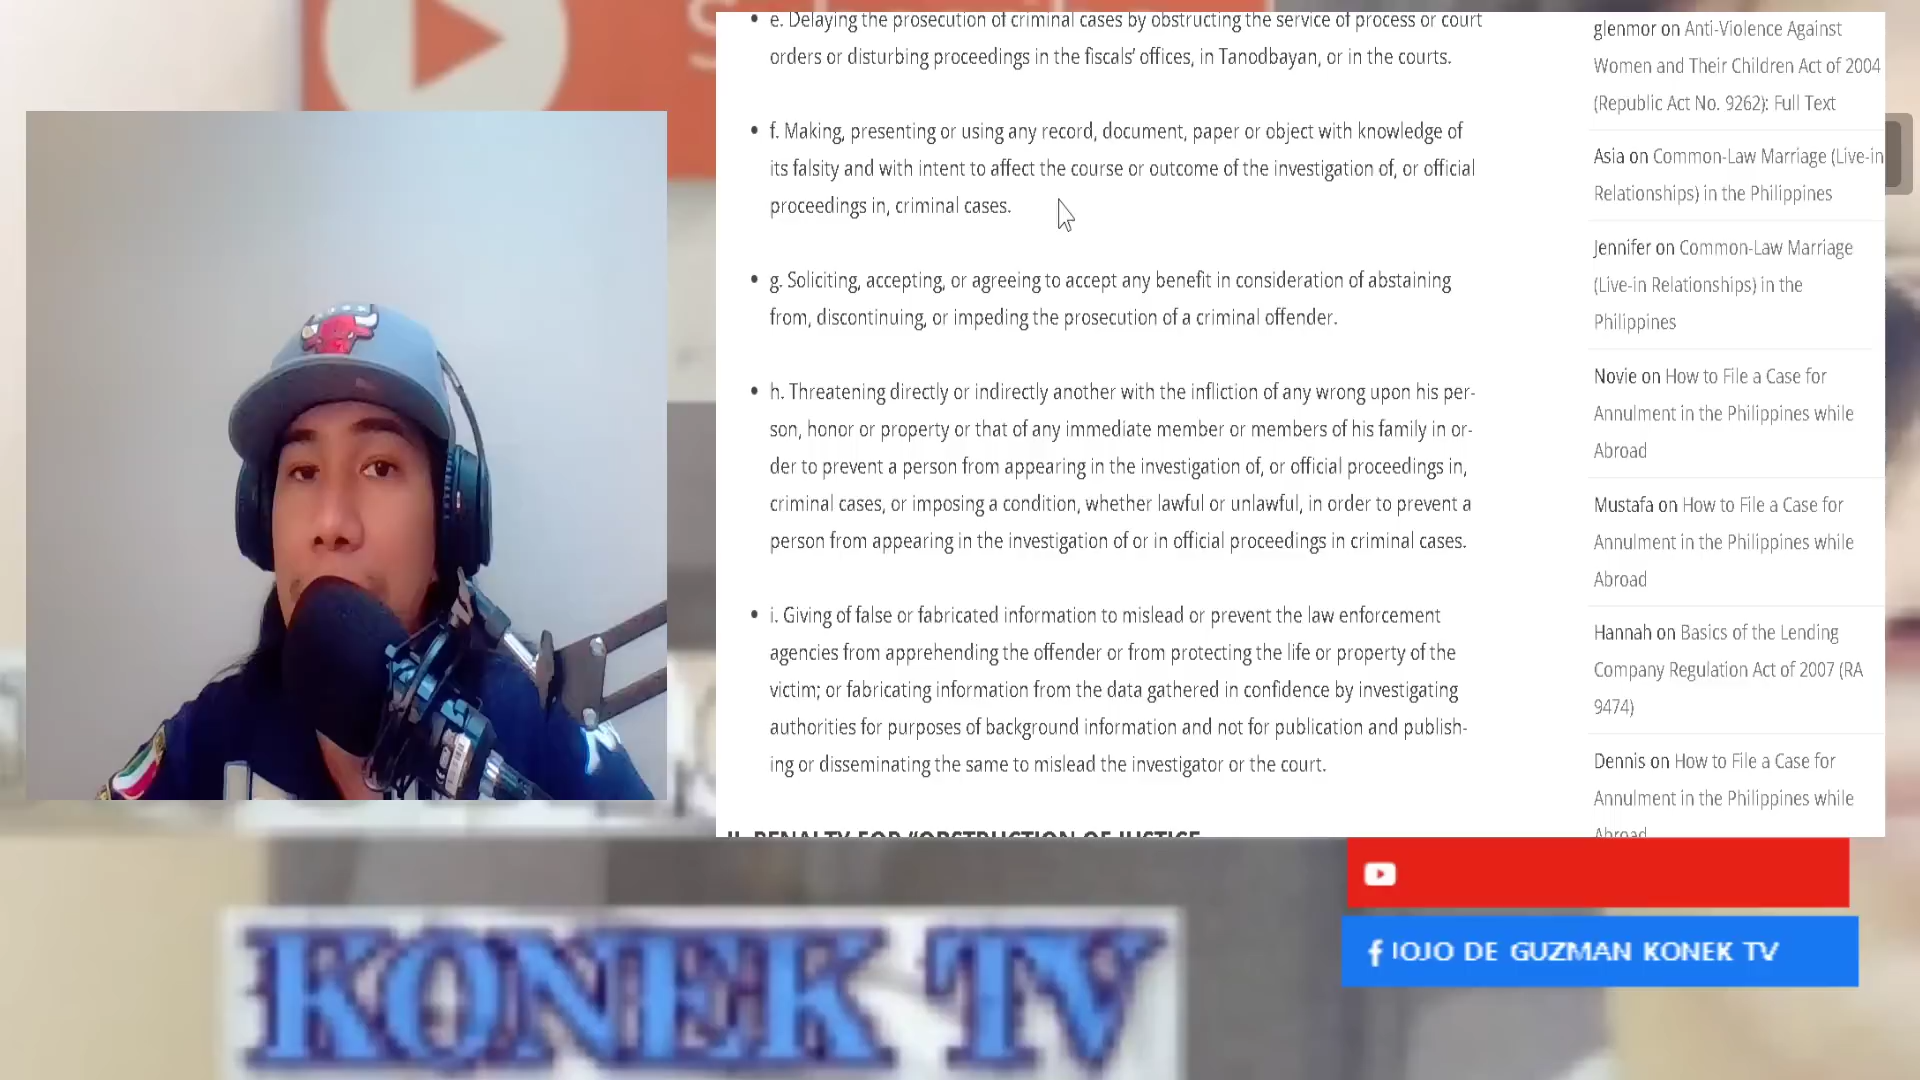 e. Delaying the prosecution of criminal cases by obstructing the service of process or court
orders or disturbing proceedings in the fiscals’ offices, in Tanodbayan, or in the courts.
f. Making, presenting or using any record, document, paper or object with knowledge of
its falsity and with intent to affect the course or outcome of the investigation of, or official
proceedings in, criminal cases.
g. Soliciting, accepting, or agreeing to accept any benefit in consideration of abstaining
from, discontinuing, or impeding the prosecution of a criminal offender.
h. Threatening directly or indirectly another with the infliction of any wrong upon his per-
son, honor or property or that of any immediate member or members of his family in or-
der to prevent a person from appearing in the investigation of, or official proceedings in,
criminal cases, or imposing a condition, whether lawful or unlawful, in order to prevent a
person from appearing in the investigation of or in official proceedings in criminal cases.
i. Giving of false or fabricated information to mislead or prevent the law enforcement
agencies from apprehending the offender or from protecting the life or property of the
victim; or fabricating information from the data gathered in confidence by investigating
authorities for purposes of background information and not for publication and publish-
ing or disseminating the same to mislead the investigator or the court.
II. PENALTY FOR “OBSTRUCTION OF JUSTICE
glenmor on Anti-Violence Against
Women and Their Children Act of 2004
(Republic Act No. 9262): Full Text
Asia on Common-Law Marriage (Live-in
Relationships) in the Philippines
Jennifer on Common-Law Marriage
(Live-in Relationships) in the
Philippines
Novie on How to File a Case for
Annulment in the Philippines while
Abroad
Mustafa on How to File a Case for
Annulment in the Philippines while
Abroad
Hannah on Basics of the Lending
Company Regulation Act of 2007 (RA
9474)
Dennis on How to File a Case for
Annulment in the Philippines while
Abroad
JOJO DE GUZMAN KONEK TV
KONEK TV